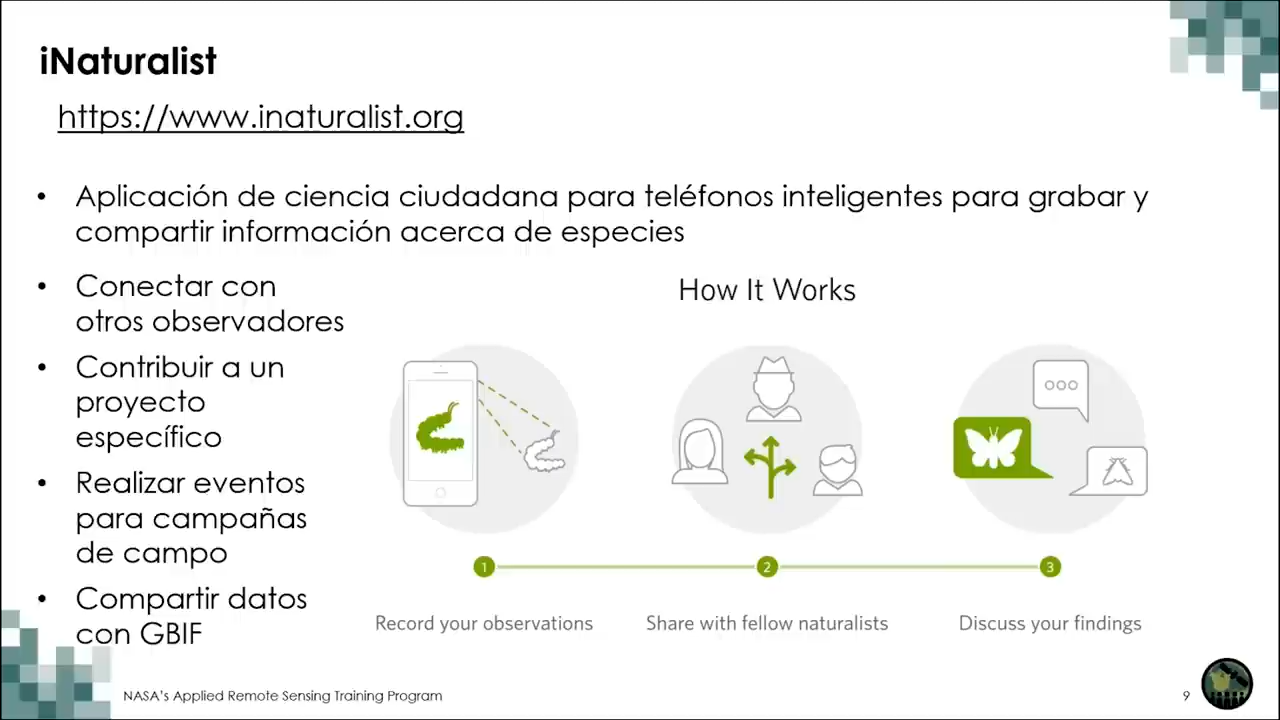 iNaturalist
https://www.inaturalist.org
• Aplicación de ciencia ciudadana para teléfonos inteligentes para grabar y
compartir información acerca de especies
• Conectar con
otros observadores
• Contribuir a un
proyecto
específico
• Realizar eventos
para campañas
de campo
• Compartir datos
con GBIF
How It Works
1
2
3
Record your observations
Share with fellow naturalists
Discuss your findings
NASA's Applied Remote Sensing Training Program
9